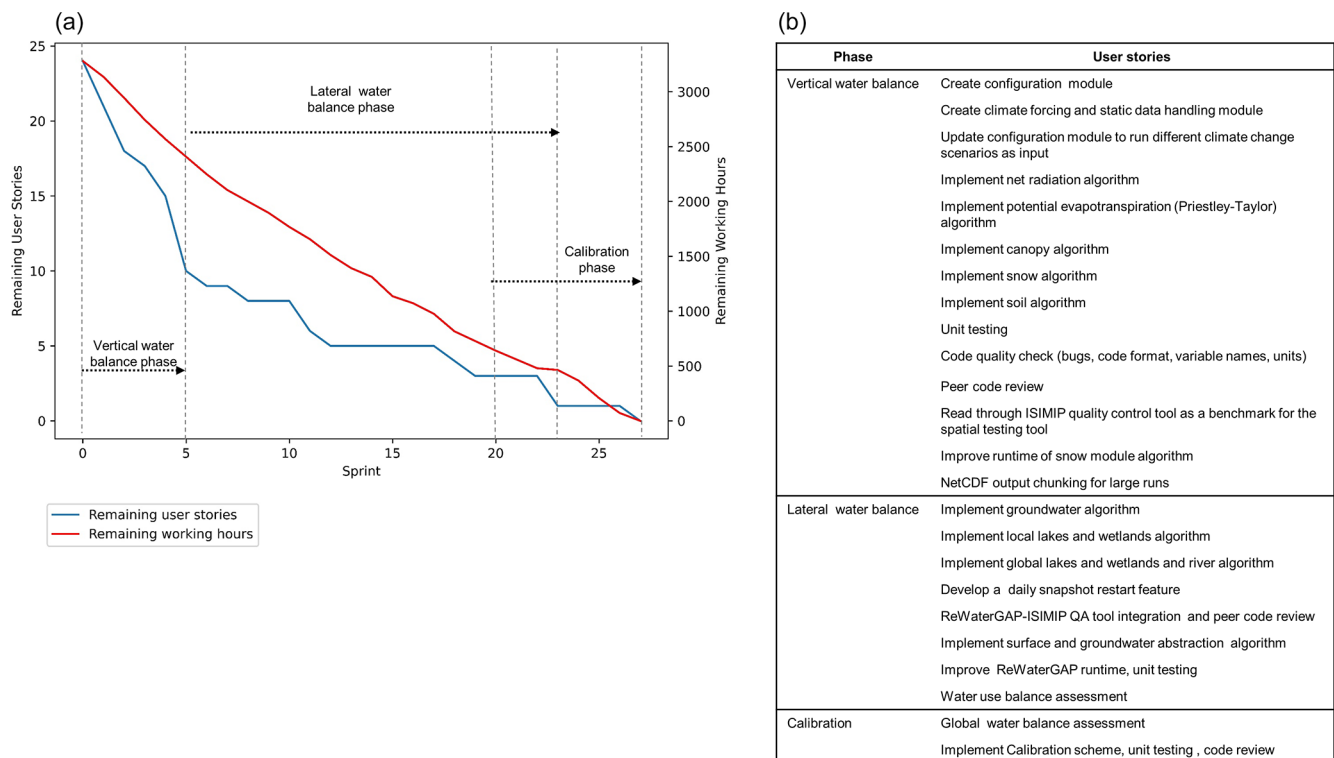 (a)
25
20
15
10
5
0
Remaining User Stories
Lateral water
balance phase
Calibration
phase
Vertical water
balance phase
3000
2500
2000
1500
1000
500
0
Remaining Working Hours
0
5
10
15
20
25
Sprint
Remaining user stories
Remaining working hours
(b)
Phase User stories
Vertical water balance Create configuration module
Create climate forcing and static data handling module
Update configuration module to run different climate change
scenarios as input
Implement net radiation algorithm
Implement potential evapotranspiration (Priestley-Taylor)
algorithm
Implement canopy algorithm
Implement snow algorithm
Implement soil algorithm
Unit testing
Code quality check (bugs, code format, variable names, units)
Peer code review
Read through ISIMIP quality control tool as a benchmark for the
spatial testing tool
Improve runtime of snow module algorithm
NetCDF output chunking for large runs
Lateral water balance Implement groundwater algorithm
Implement local lakes and wetlands algorithm
Implement global lakes and wetlands and river algorithm
Develop a daily snapshot restart feature
ReWaterGAP-ISIMIP QA tool integration and peer code review
Implement surface and groundwater abstraction algorithm
Improve ReWaterGAP runtime, unit testing
Water use balance assessment
Calibration Global water balance assessment
Implement Calibration scheme, unit testing , code review